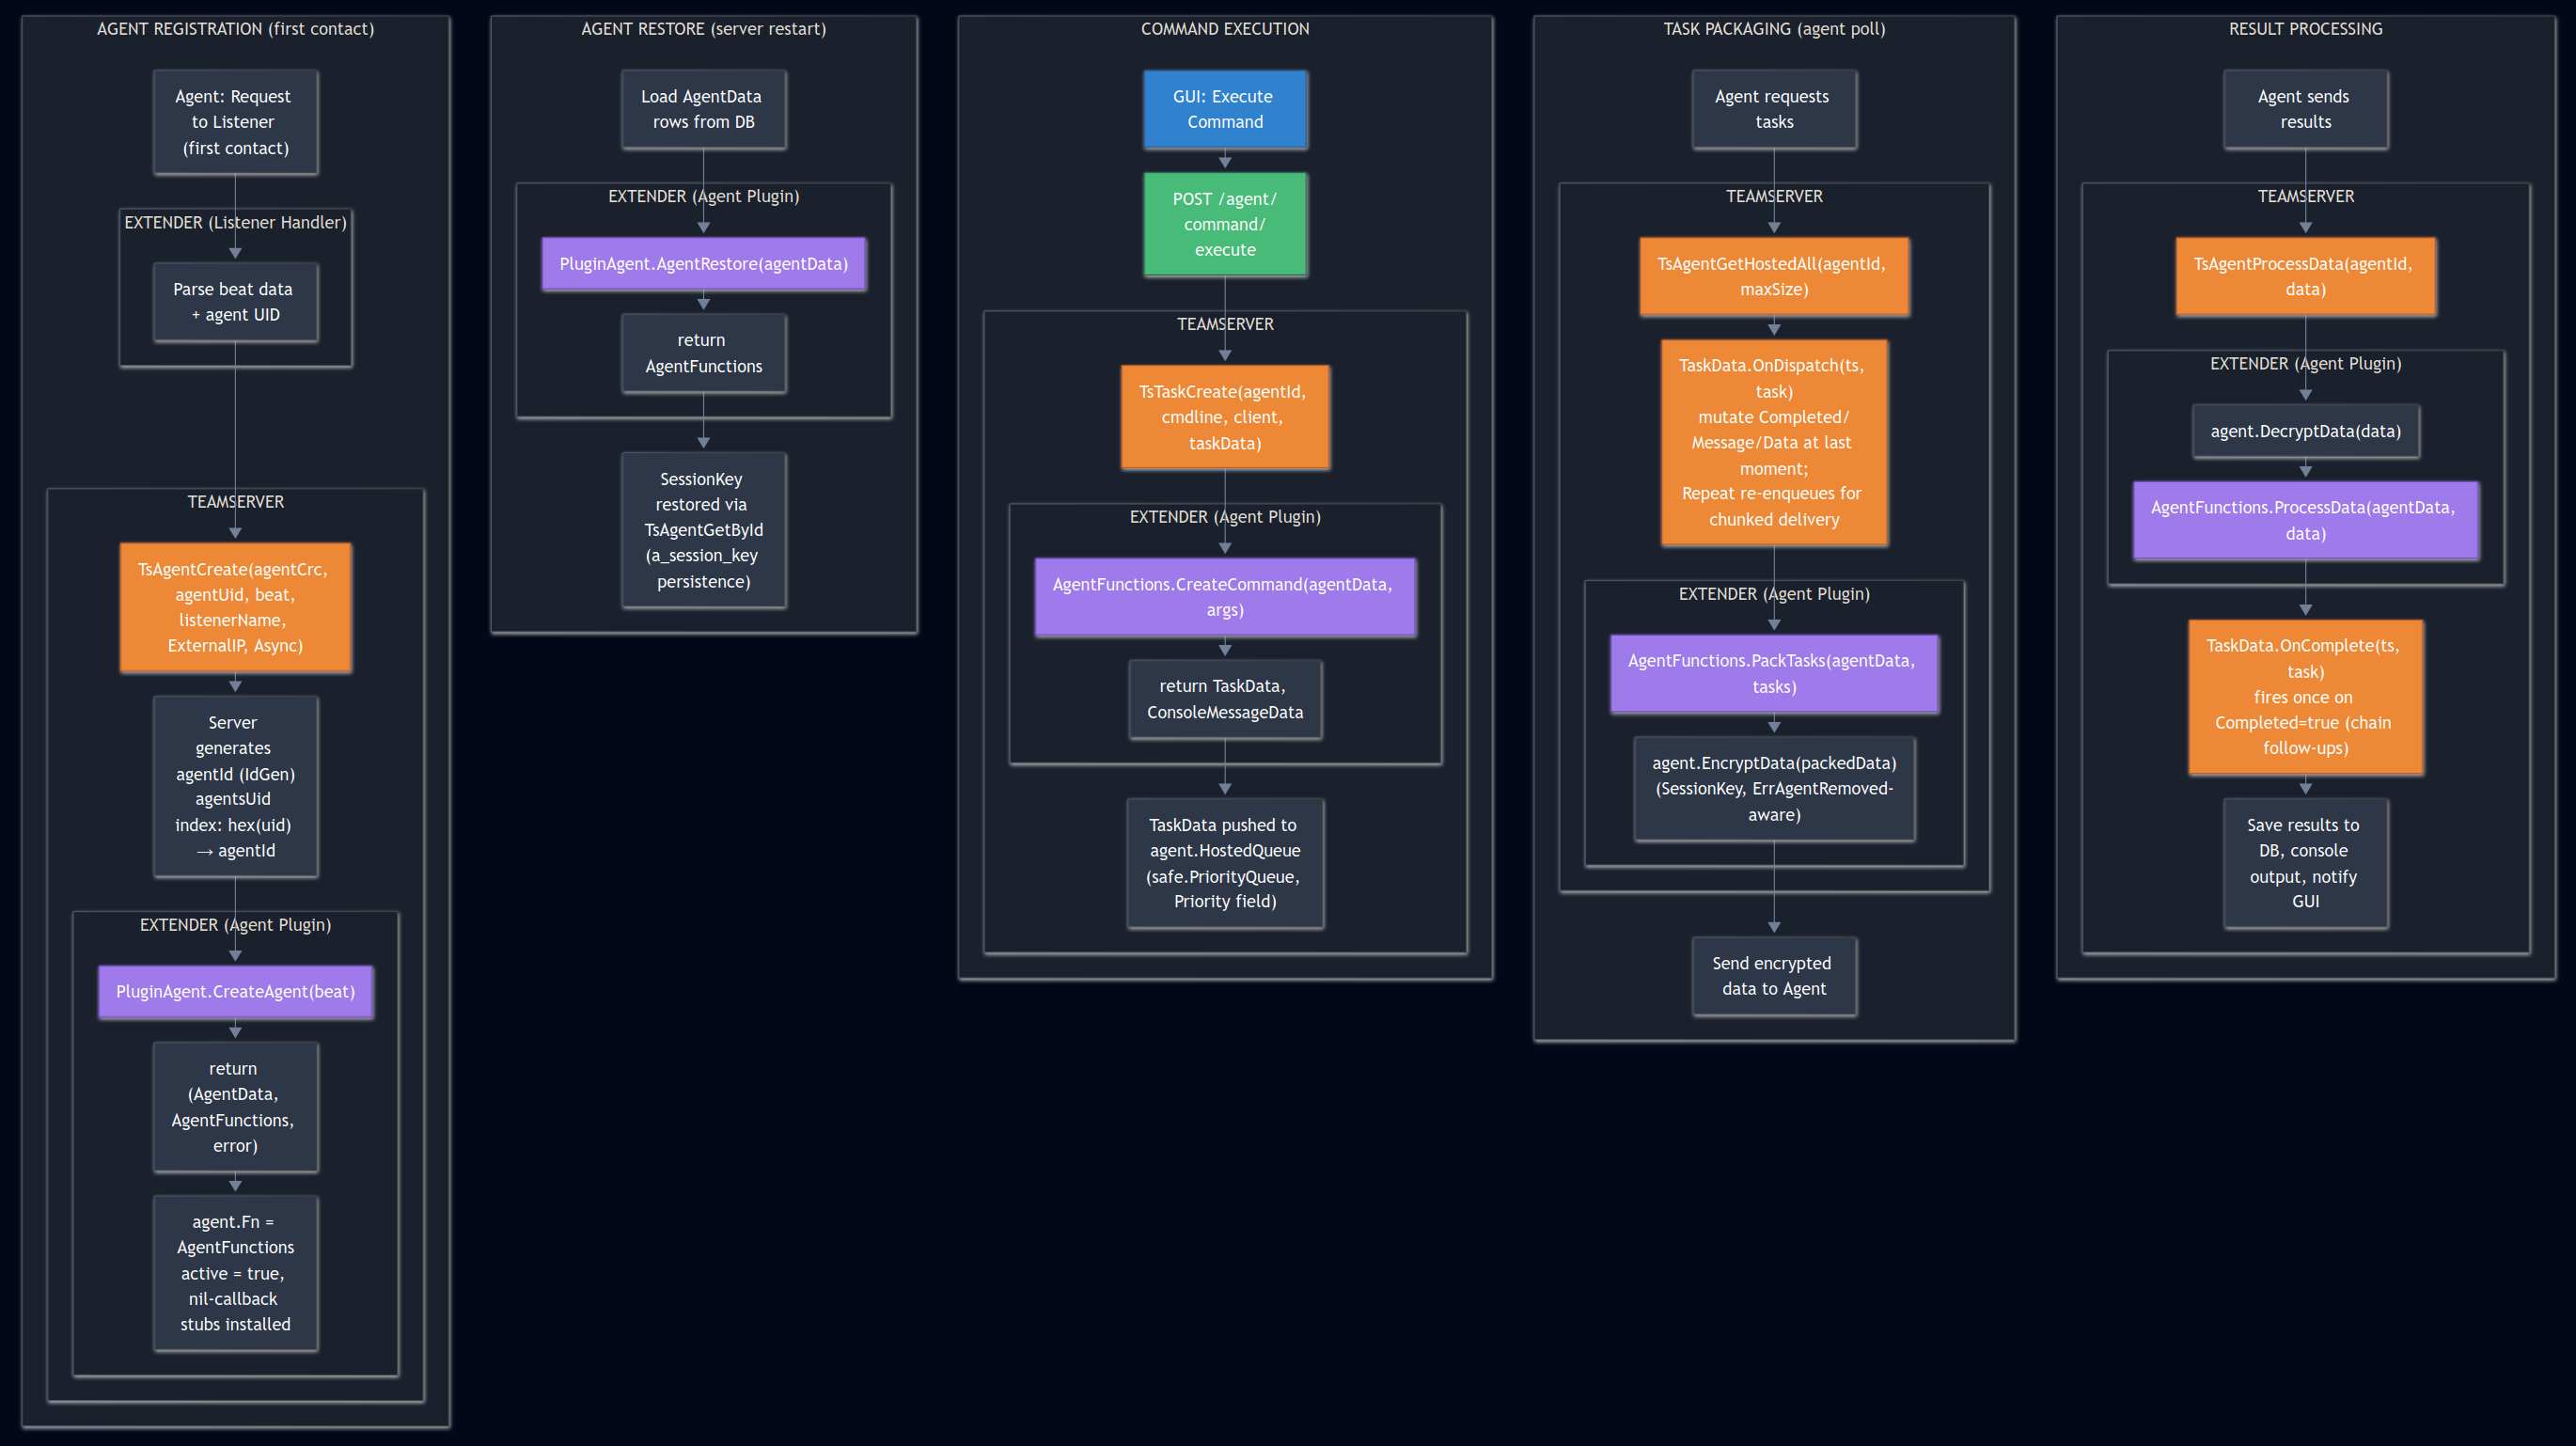 AGENT REGISTRATION (first contact)
Agent: Request
to Listener
(first contact)
EXTENDER (Listener Handler)
Parse beat data
+ agent UID
TEAMSERVER
TsAgentCreate(agentCrc,
agentUid, beat,
listenerName,
ExternalIP, Async)
Server
generates
agentId (IdGen)
agentsUid
index: hex(uid)
→ agentId
EXTENDER (Agent Plugin)
PluginAgent.CreateAgent(beat)
return
(AgentData,
AgentFunctions,
error)
agent.Fn =
AgentFunctions
active = true,
nil-callback
stubs installed
AGENT RESTORE (server restart)
Load AgentData
rows from DB
EXTENDER (Agent Plugin)
PluginAgent.AgentRestore(agentData)
return
AgentFunctions
SessionKey
restored via
TsAgentGetById
(a_session_key
persistence)
COMMAND EXECUTION
GUI: Execute
Command
POST /agent/
command/
execute
TEAMSERVER
TsTaskCreate(agentId,
cmdline, client,
taskData)
EXTENDER (Agent Plugin)
AgentFunctions.CreateCommand(agentData,
args)
return TaskData,
ConsoleMessageData
TaskData pushed to
agent.HostedQueue
(safe.PriorityQueue,
Priority field)
TASK PACKAGING (agent poll)
Agent requests
tasks
TEAMSERVER
TsAgentGetHostedAll(agentId,
maxSize)
TaskData.OnDispatch(ts,
task)
mutate Completed/
Message/Data at last
moment;
Repeat re-enqueues for
chunked delivery
EXTENDER (Agent Plugin)
AgentFunctions.PackTasks(agentData,
tasks)
agent.EncryptData(packedData)
(SessionKey, ErrAgentRemoved-
aware)
Send encrypted
data to Agent
RESULT PROCESSING
Agent sends
results
TEAMSERVER
TsAgentProcessData(agentId,
data)
EXTENDER (Agent Plugin)
agent.DecryptData(data)
AgentFunctions.ProcessData(agentData,
data)
TaskData.OnComplete(ts,
task)
fires once on
Completed=true (chain
follow-ups)
Save results to
DB, console
output, notify
GUI